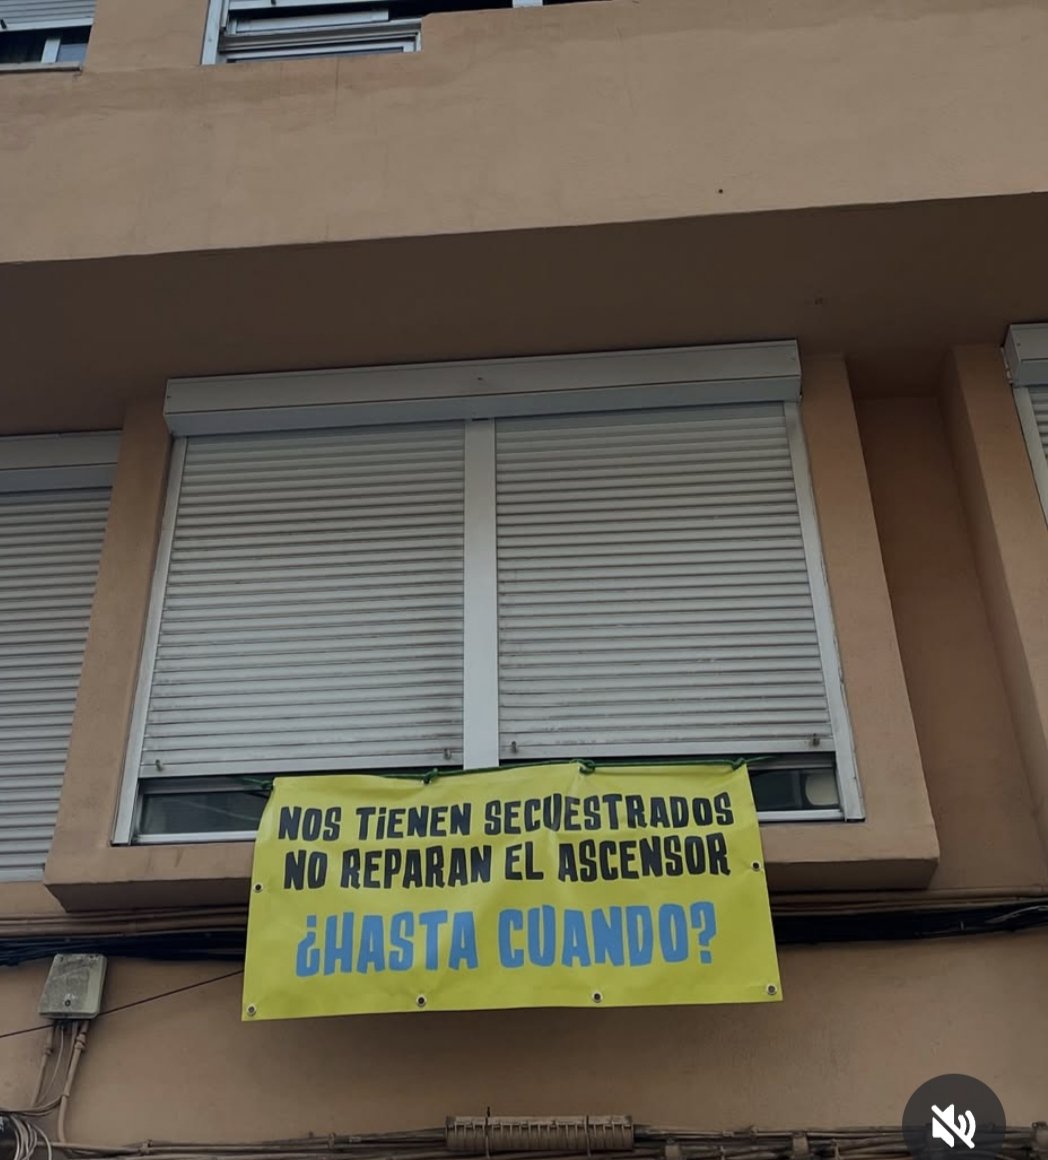 NOS TiENEN SECUESTRADOS
NO REPARAN EL ASCENSOR
¿HASTA CUANDO?